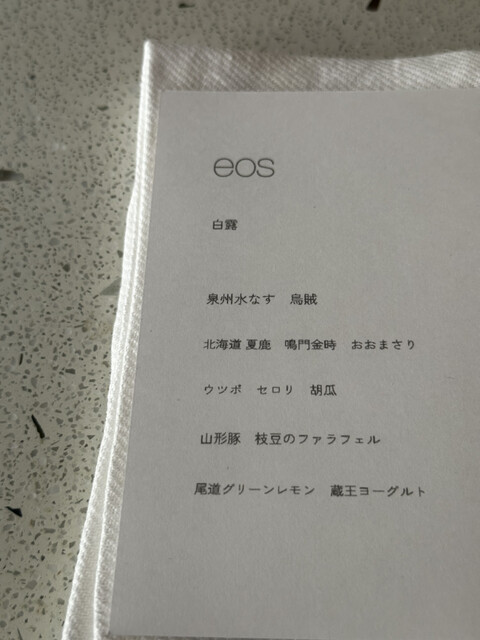 eos
白露
泉州水なす　烏賊
北海道 夏鹿　鳴門金時　おおまさり
ウツボ　セロリ　胡瓜
山形豚　枝豆のファラフェル
尾道グリーンレモン　蔵王ヨーグルト